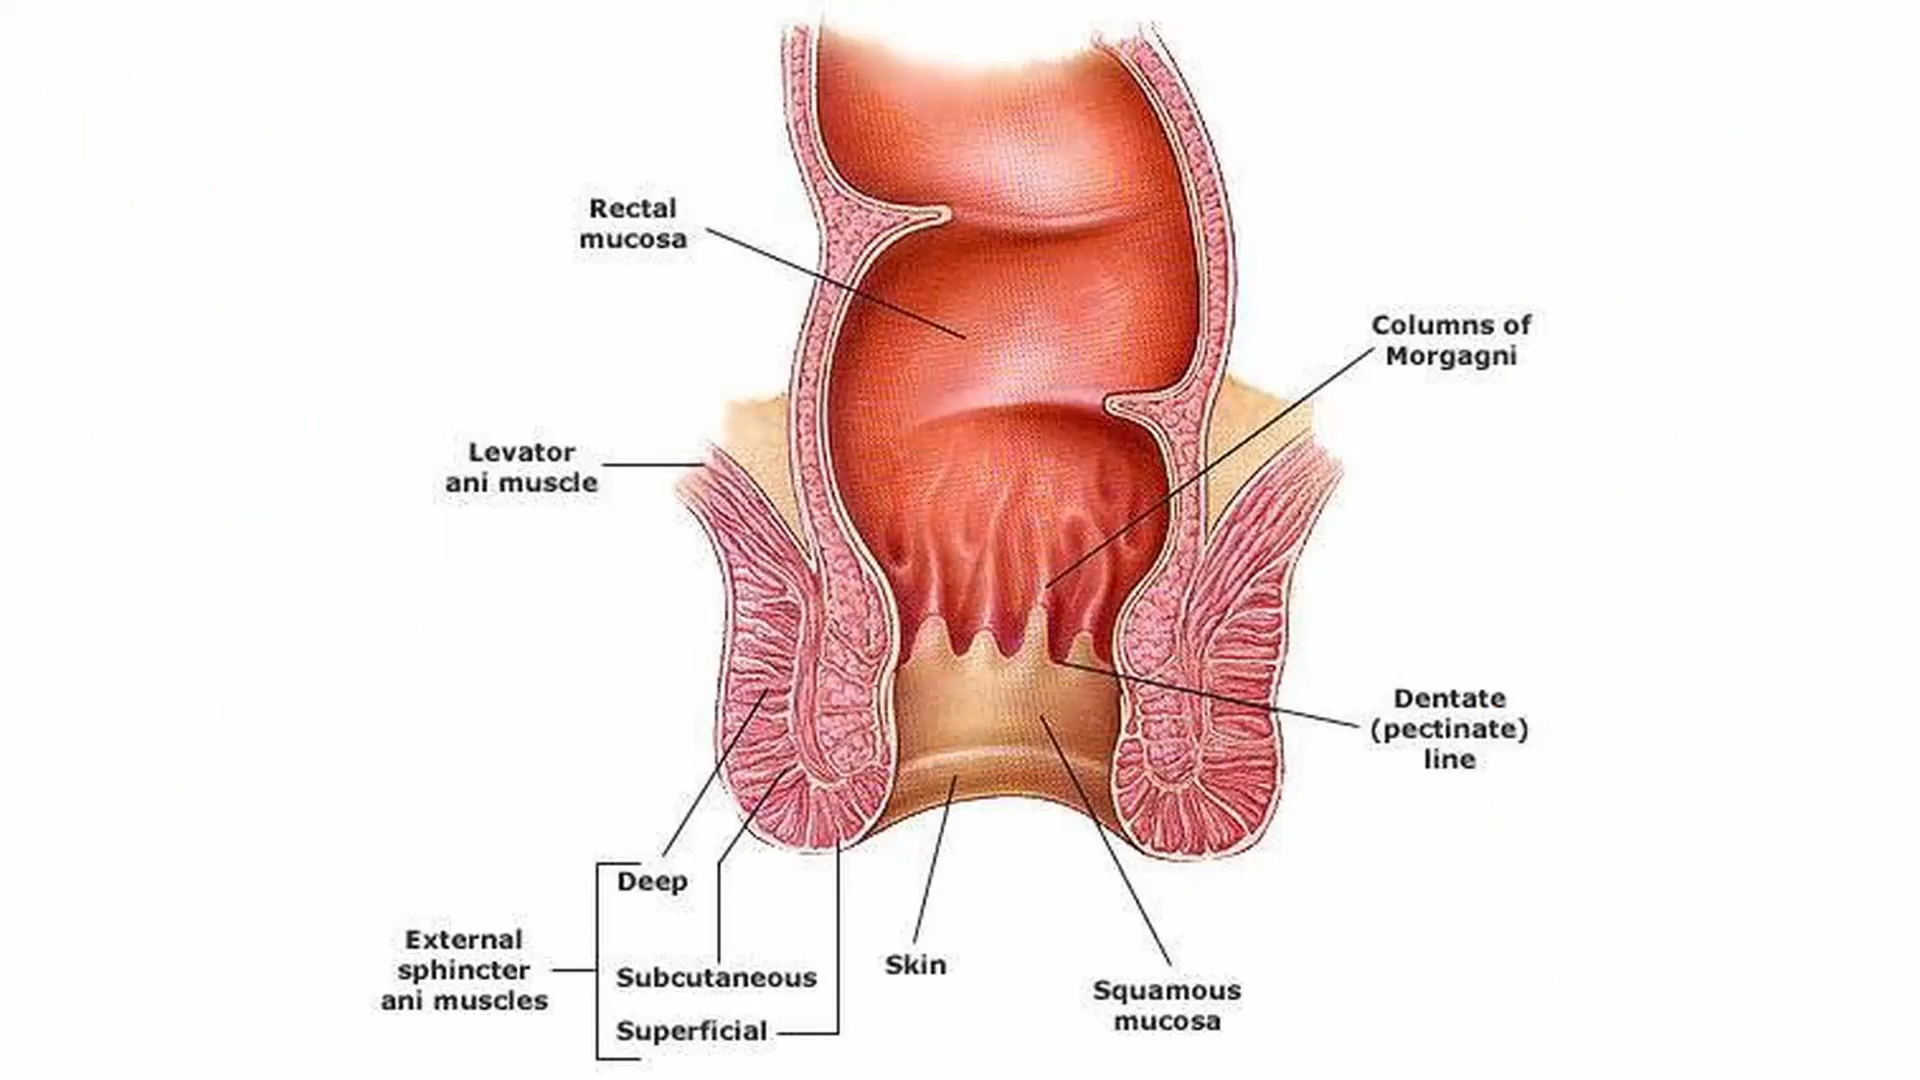 Rectal
mucosa
Columns of
Morgagni
Levator
ani muscle
Dentate
(pectinate)
line
Deep
External
sphincter
ani muscles
Subcutaneous
Superficial
Skin
Squamous
mucosa